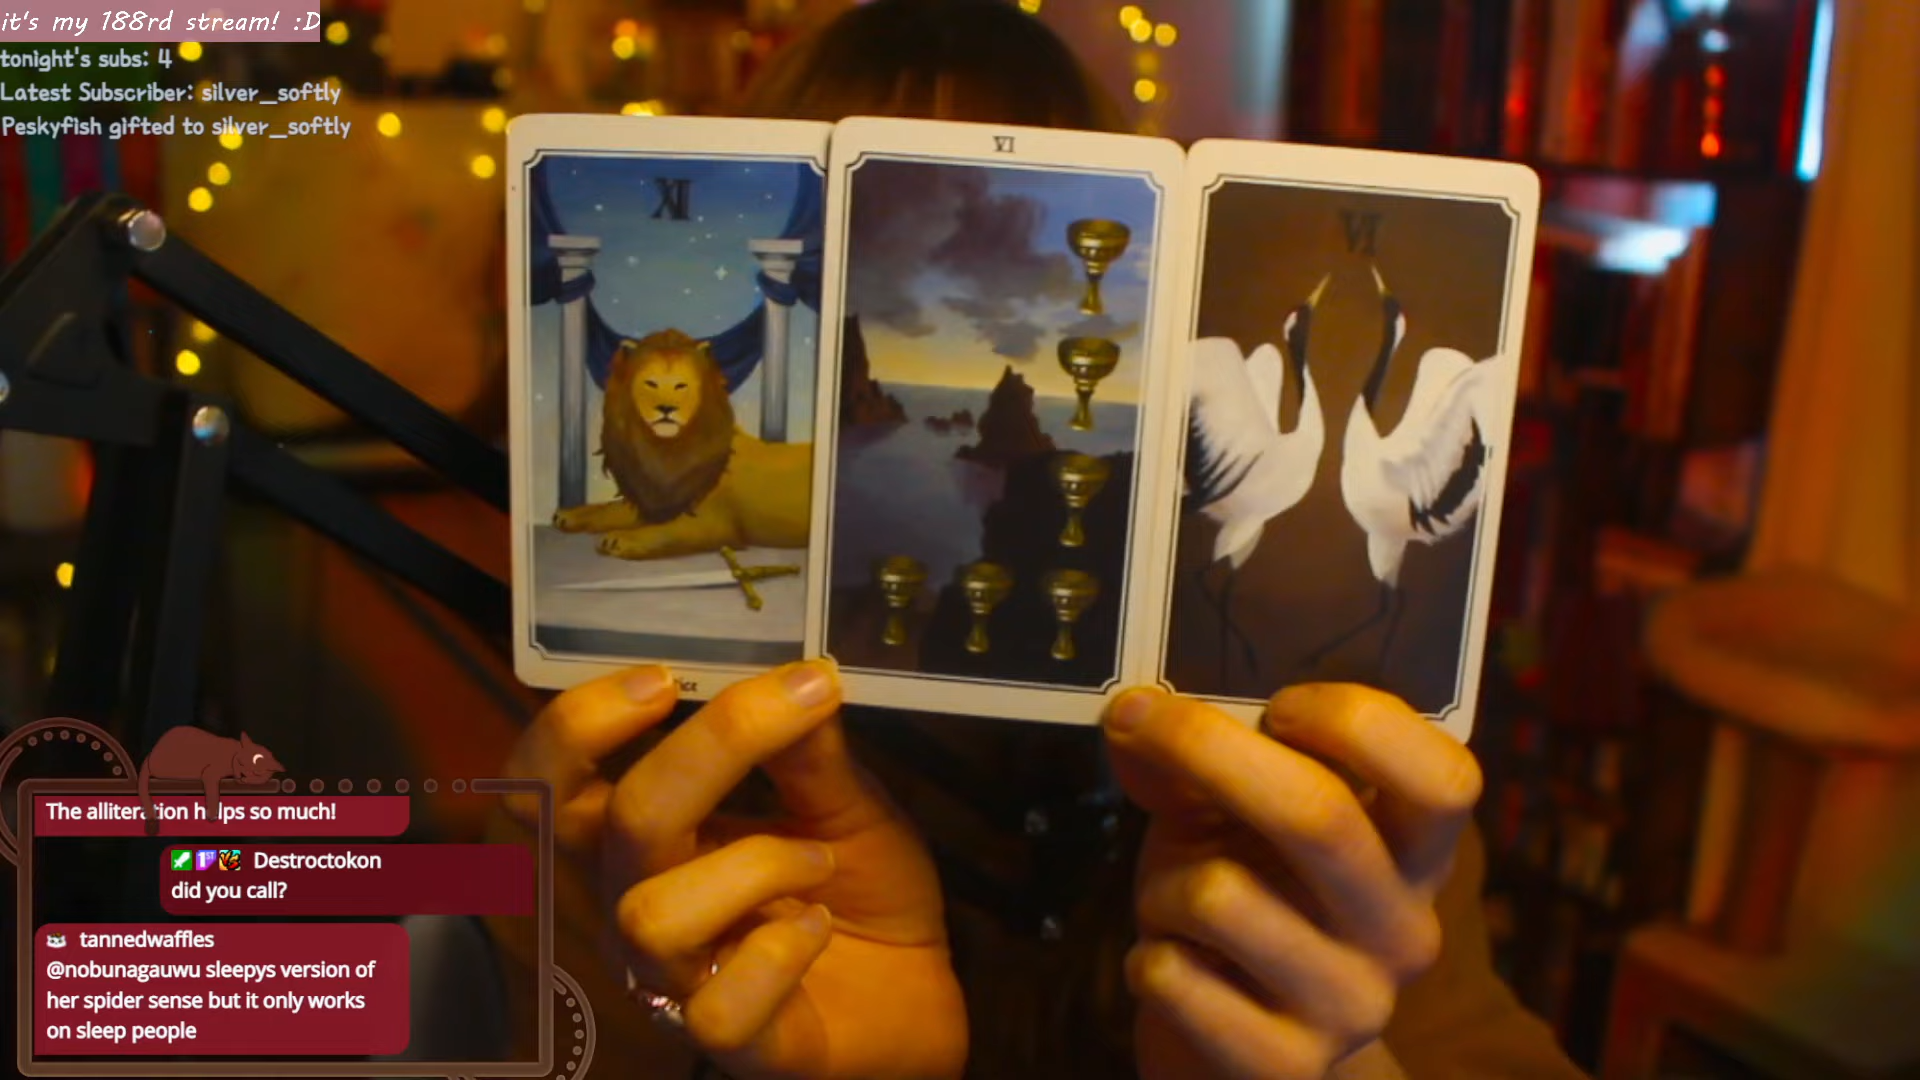 it's my 188rd stream! :D
tonight's subs: 4
Latest Subscriber: silver_softly
Peskyfish gifted to silver_softly
XI
VI
VI
The alliteration helps so much!
1ST
Destroctokon
did you call?
tannedwaffles
@nobunagauwu sleepys version of
her spider sense but it only works
on sleep people